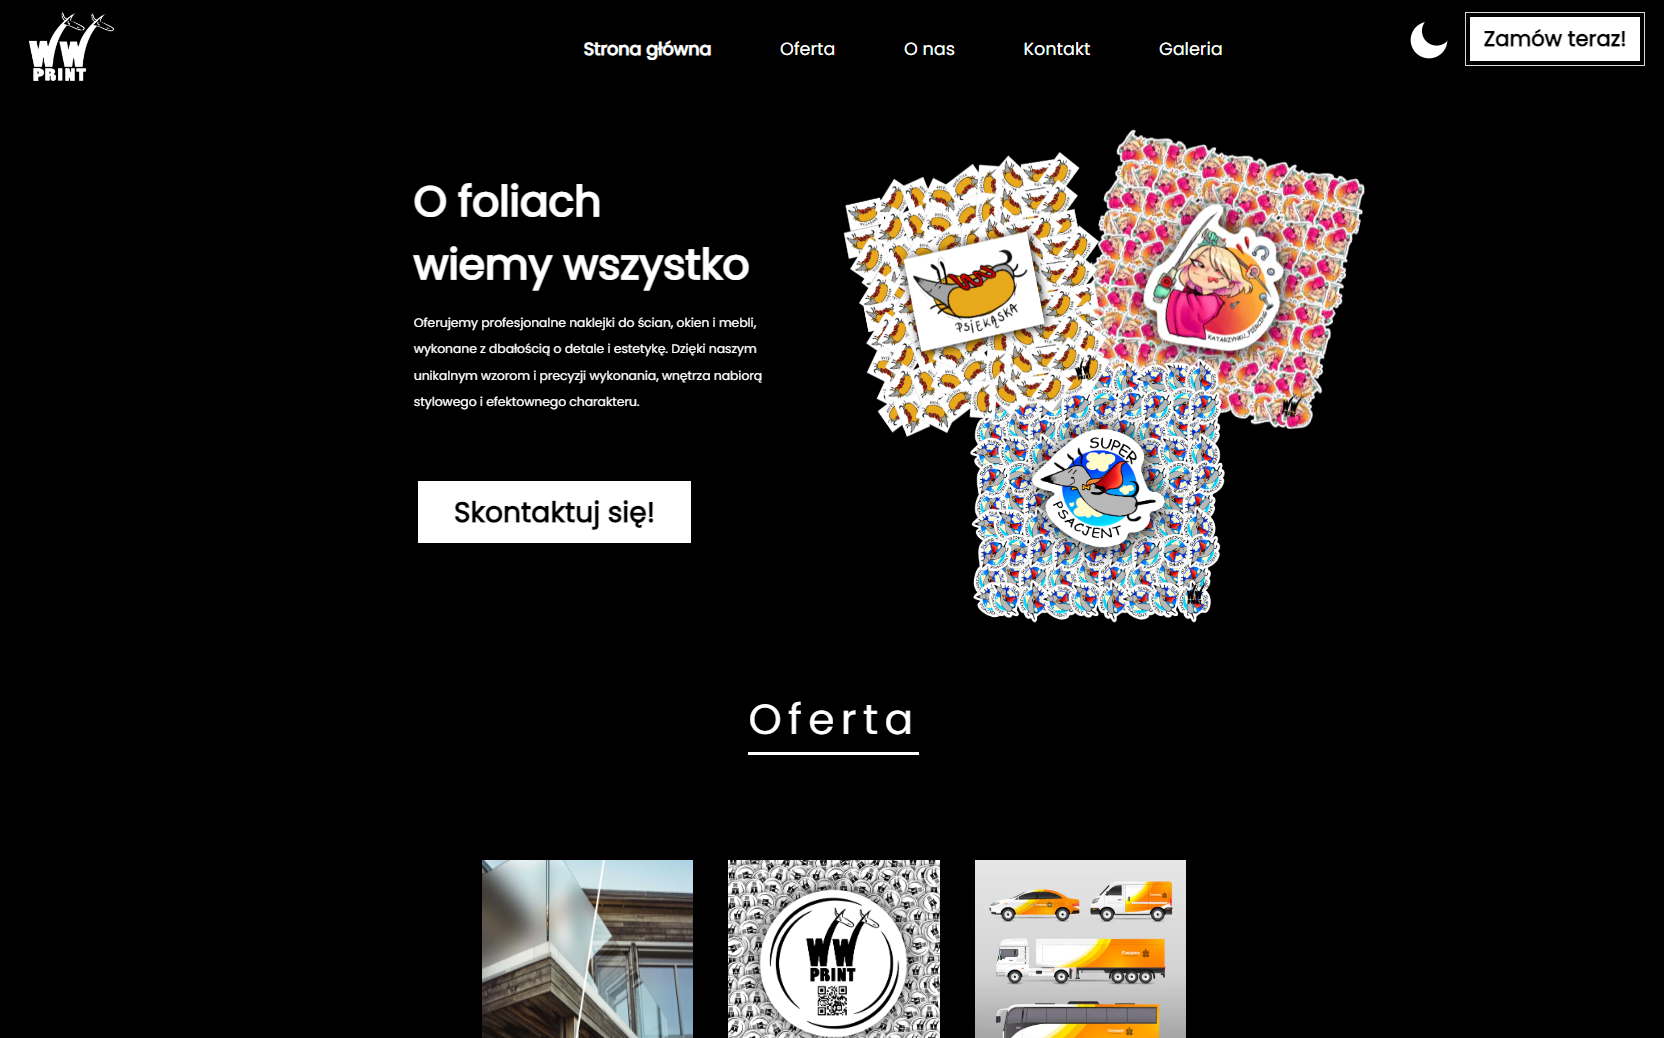 WW
PRINT
Strona główna
Oferta
O nas
Kontakt
Galeria
Zamów teraz!
O foliach
wiemy wszystko
Oferujemy profesjonalne naklejki do ścian, okien i mebli,
wykonane z dbałością o detale i estetykę. Dzięki naszym
unikalnym wzorom i precyzji wykonania, wnętrza nabiorą
stylowego i efektownego charakteru.
Skontaktuj się!
PSIEKĄSKA
KATARZYNEU_PIERCING
SUPER
PSACJENT
Oferta
WW
PRINT